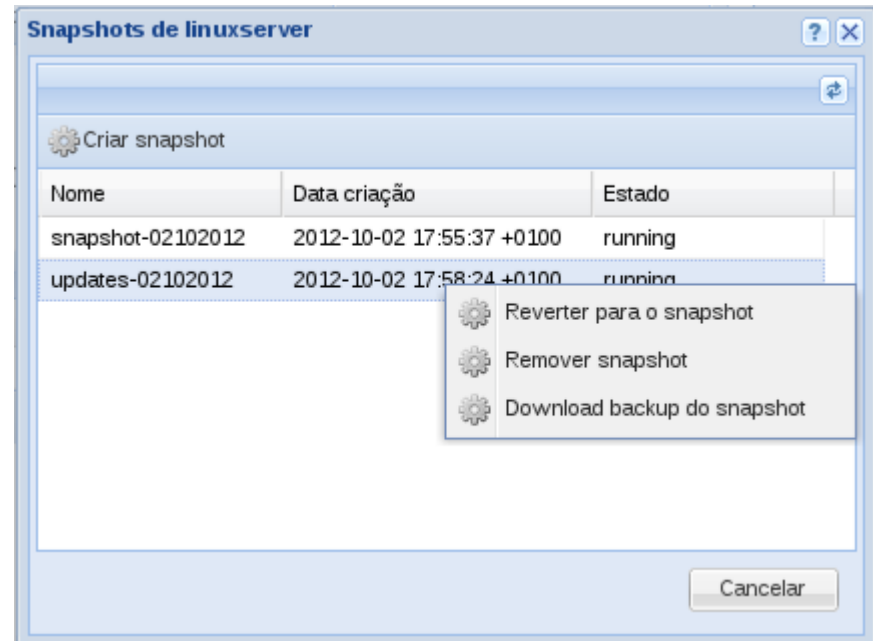 Snapshots de linuxserver
Criar snapshot
Nome Data criação Estado
snapshot-02102012 2012-10-02 17:55:37 +0100 running
updates-02102012 2012-10-02 17:58:24 +0100 running
Reverter para o snapshot
Remover snapshot
Download backup do snapshot
Cancelar